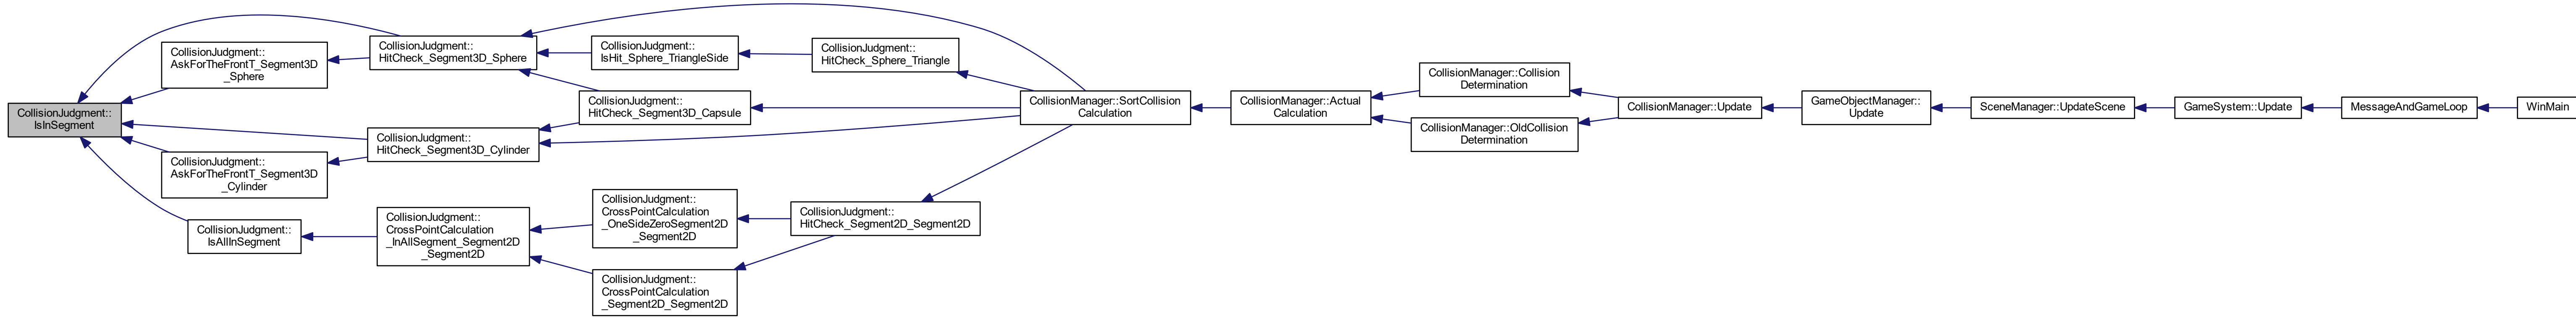 CollisionJudgment::
IsInSegment
CollisionJudgment::
AskForTheFrontT_Segment3D
_Sphere
CollisionJudgment::
HitCheck_Segment3D_Sphere
CollisionJudgment::
IsHit_Sphere_TriangleSide
CollisionJudgment::
HitCheck_Sphere_Triangle
CollisionJudgment::
HitCheck_Segment3D_Capsule
CollisionJudgment::
HitCheck_Segment3D_Cylinder
CollisionJudgment::
AskForTheFrontT_Segment3D
_Cylinder
CollisionJudgment::
IsAllInSegment
CollisionJudgment::
CrossPointCalculation
_InAllSegment_Segment2D
_Segment2D
CollisionJudgment::
CrossPointCalculation
_OneSideZeroSegment2D
_Segment2D
CollisionJudgment::
CrossPointCalculation
_Segment2D_Segment2D
CollisionJudgment::
HitCheck_Segment2D_Segment2D
CollisionManager::SortCollision
Calculation
CollisionManager::Actual
Calculation
CollisionManager::Collision
Determination
CollisionManager::OldCollision
Determination
CollisionManager::Update
GameObjectManager::
Update
SceneManager::UpdateScene
GameSystem::Update
MessageAndGameLoop
WinMain